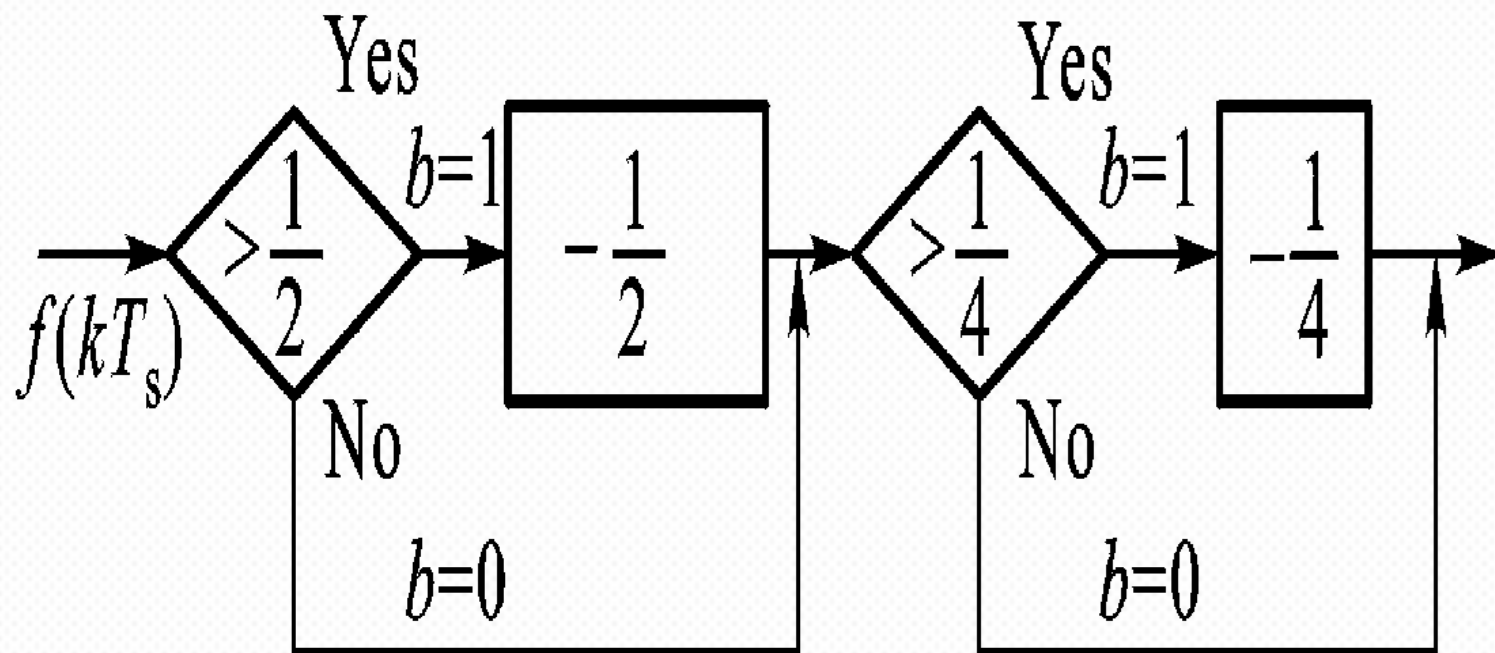 Yes
b=1
> 1/2
- 1/2
f(kTs)
No
b=0
Yes
b=1
> 1/4
- 1/4
No
b=0